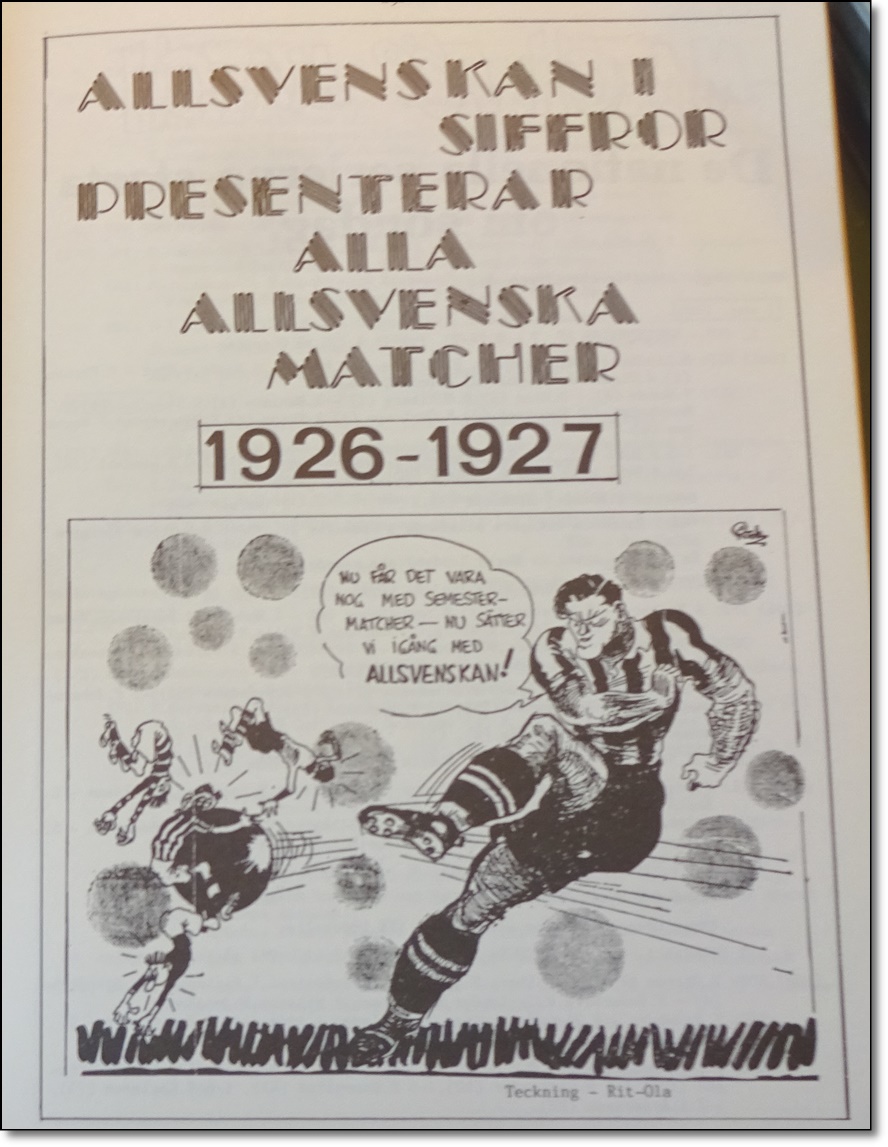 ALLSVENSKAN I
SIFFROR
PRESENTERAR
ALLA
ALLSVENSKA
MATCHER
1926-1927
NU FÅR DET VARA
NOG MED SEMESTER-
MATCHER — NU SÄTTER
VI IGÅNG MED
ALLSVENSKAN!
Teckning - Rit-Ola